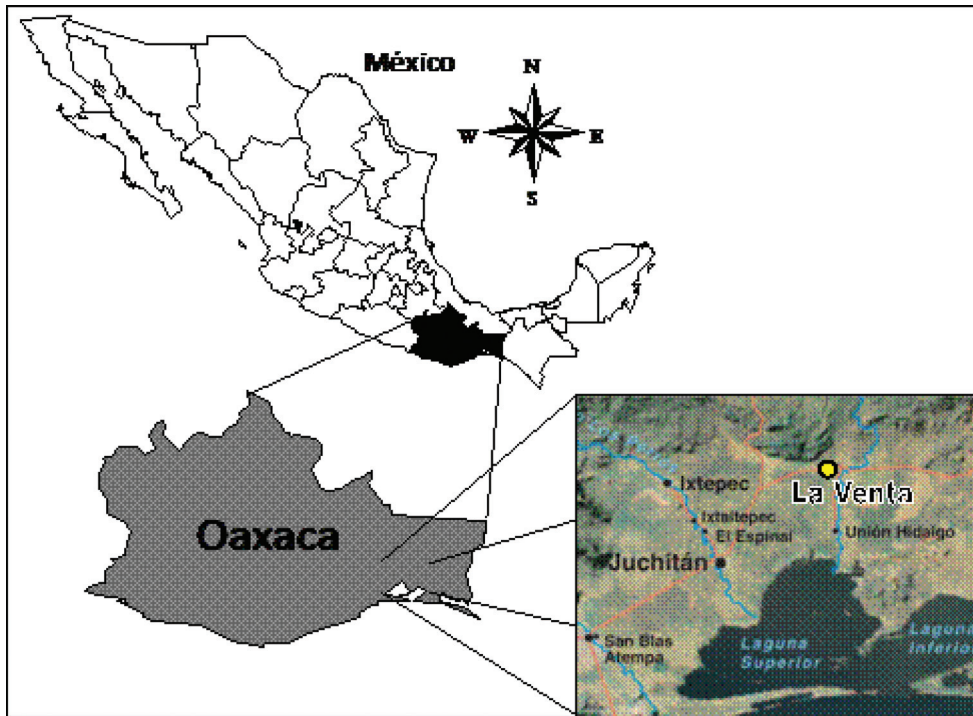 México
N
W
E
S
Oaxaca
Ixtepec
La Venta
Ixtaltepec
El Espinal
Unión Hidalgo
Juchitán
San Blas
Atempa
Laguna
Superior
Laguna
Inferior